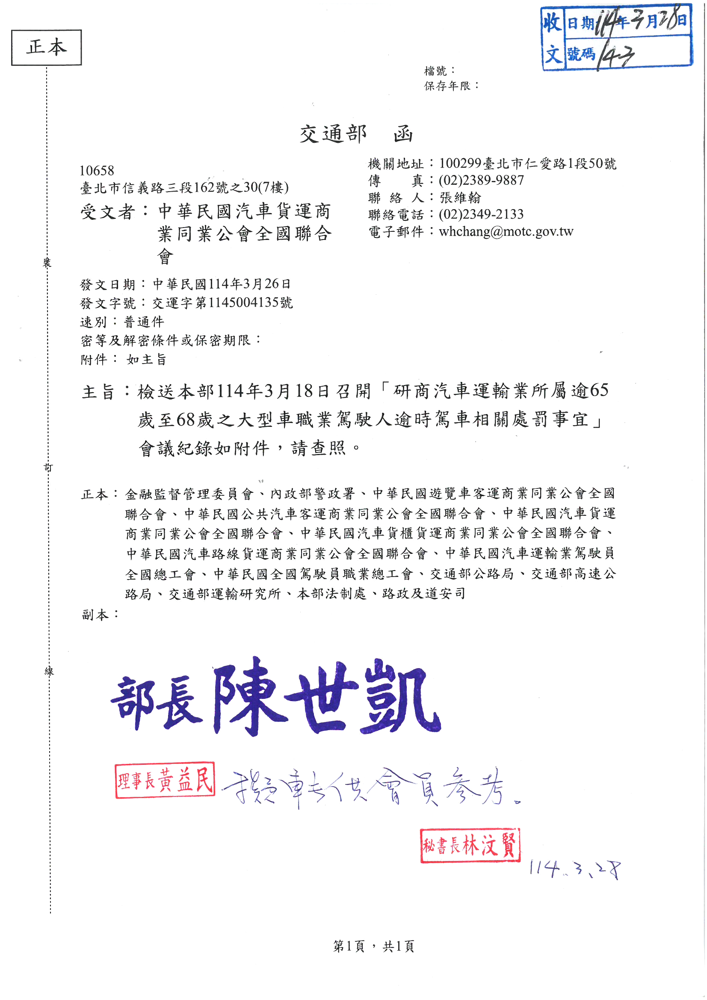 正本
收文
日期114年3月28日
號碼143
檔號：
保存年限：
交通部　函
機關地址：100299臺北市仁愛路1段50號
傳　　真：(02)2389-9887
聯 絡 人：張維翰
聯絡電話：(02)2349-2133
電子郵件：whchang@motc.gov.tw
10658
臺北市信義路三段162號之30(7樓)
受文者：中華民國汽車貨運商
業同業公會全國聯合
會
發文日期：中華民國114年3月26日
發文字號：交運字第1145004135號
速別：普通件
密等及解密條件或保密期限：
附件：如主旨
主旨：檢送本部114年3月18日召開「研商汽車運輸業所屬逾65
歲至68歲之大型車職業駕駛人逾時駕車相關處罰事宜」
會議紀錄如附件，請查照。
正本：金融監督管理委員會、內政部警政署、中華民國遊覽車客運商業同業公會全國
聯合會、中華民國公共汽車客運商業同業公會全國聯合會、中華民國汽車貨運
商業同業公會全國聯合會、中華民國汽車貨櫃貨運商業同業公會全國聯合會、
中華民國汽車路線貨運商業同業公會全國聯合會、中華民國汽車運輸業駕駛員
全國總工會、中華民國全國駕駛員職業總工會、交通部公路局、交通部高速公
路局、交通部運輸研究所、本部法制處、路政及道安司
副本：
部長陳世凱
理事長黃益民
擬轉供會員參考。
秘書長林汶賢
114.3.28
裝
訂
線
第1頁，共1頁